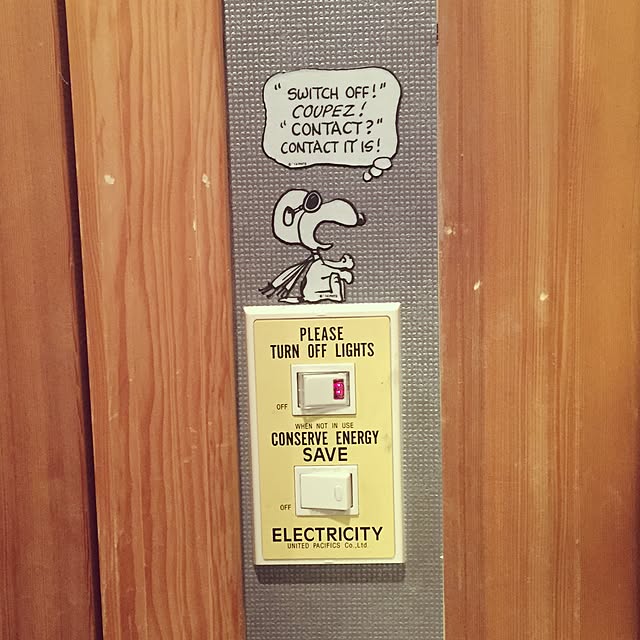 "SWITCH OFF!"
COUPEZ!
"CONTACT?"
CONTACT IT IS!
PLEASE
TURN OFF LIGHTS
OFF
WHEN NOT IN USE
CONSERVE ENERGY
SAVE
OFF
ELECTRICITY
UNITED PACIFICS Co.,Ltd.